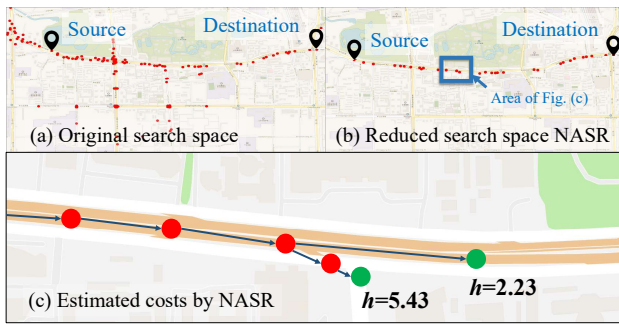 Source
Destination
Source
Destination
Area of Fig. (c)
(a) Original search space
(b) Reduced search space NASR
(c) Estimated costs by NASR
h=5.43
h=2.23